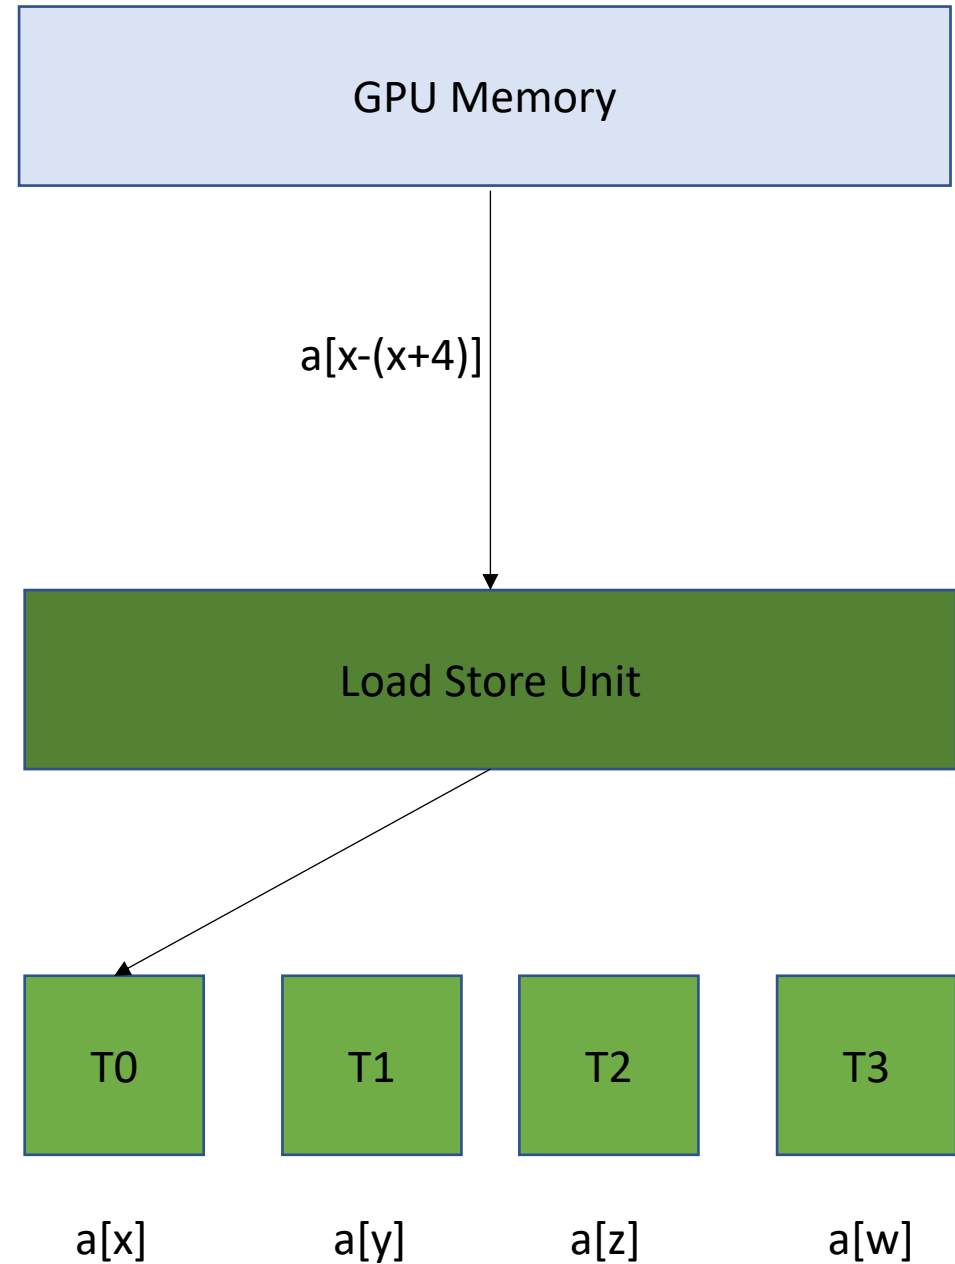 GPU Memory
a[x-(x+4)]
Load Store Unit
T0
T1
T2
T3
a[x]
a[y]
a[z]
a[w]